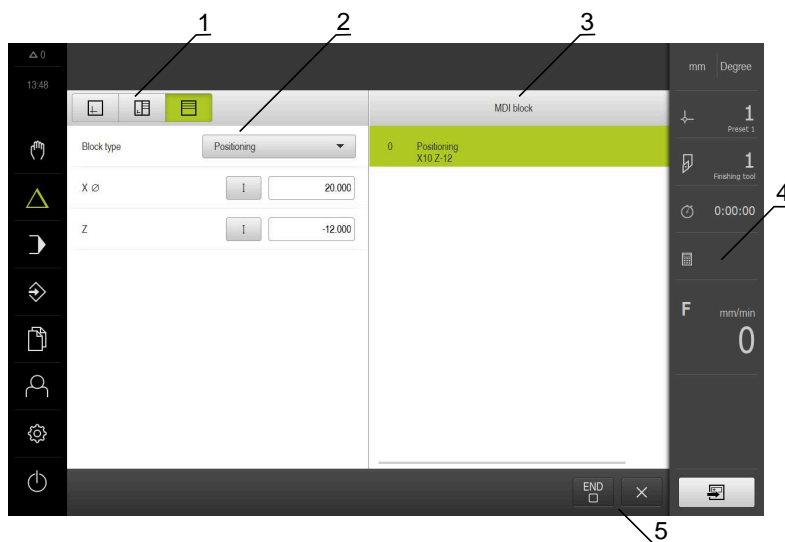 1
2
3
0
mm Degree
13:48
MDI block
1
Preset 1
Block type
Positioning
0 Positioning
X10 Z-12
1
Finishing tool
X ⌀
I
20.000
4
0:00:00
Z
I
-12.000
F mm/min
0
END
5